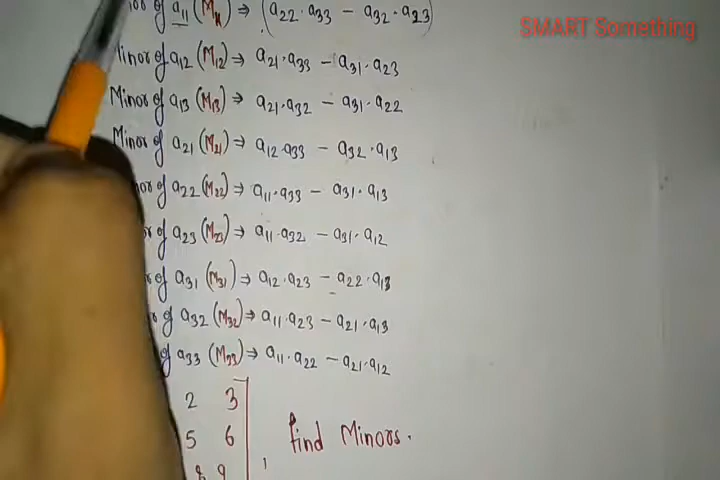 SMART Something
of a11 (M11) ⇒ (a22·a33 − a32·a23)
Minor of a12 (M12) ⇒ a21·a33 − a31·a23
Minor of a13 (M13) ⇒ a21·a32 − a31·a22
Minor of a21 (M21) ⇒ a12·a33 − a32·a13
of a22 (M22) ⇒ a11·a33 − a31·a13
of a23 (M23) ⇒ a11·a32 − a31·a12
of a31 (M31) ⇒ a12·a23 − a22·a13
of a32 (M32) ⇒ a11·a23 − a21·a13
of a33 (M33) ⇒ a11·a22 − a21·a12
2 3
5 6 , find Minors.
8 9